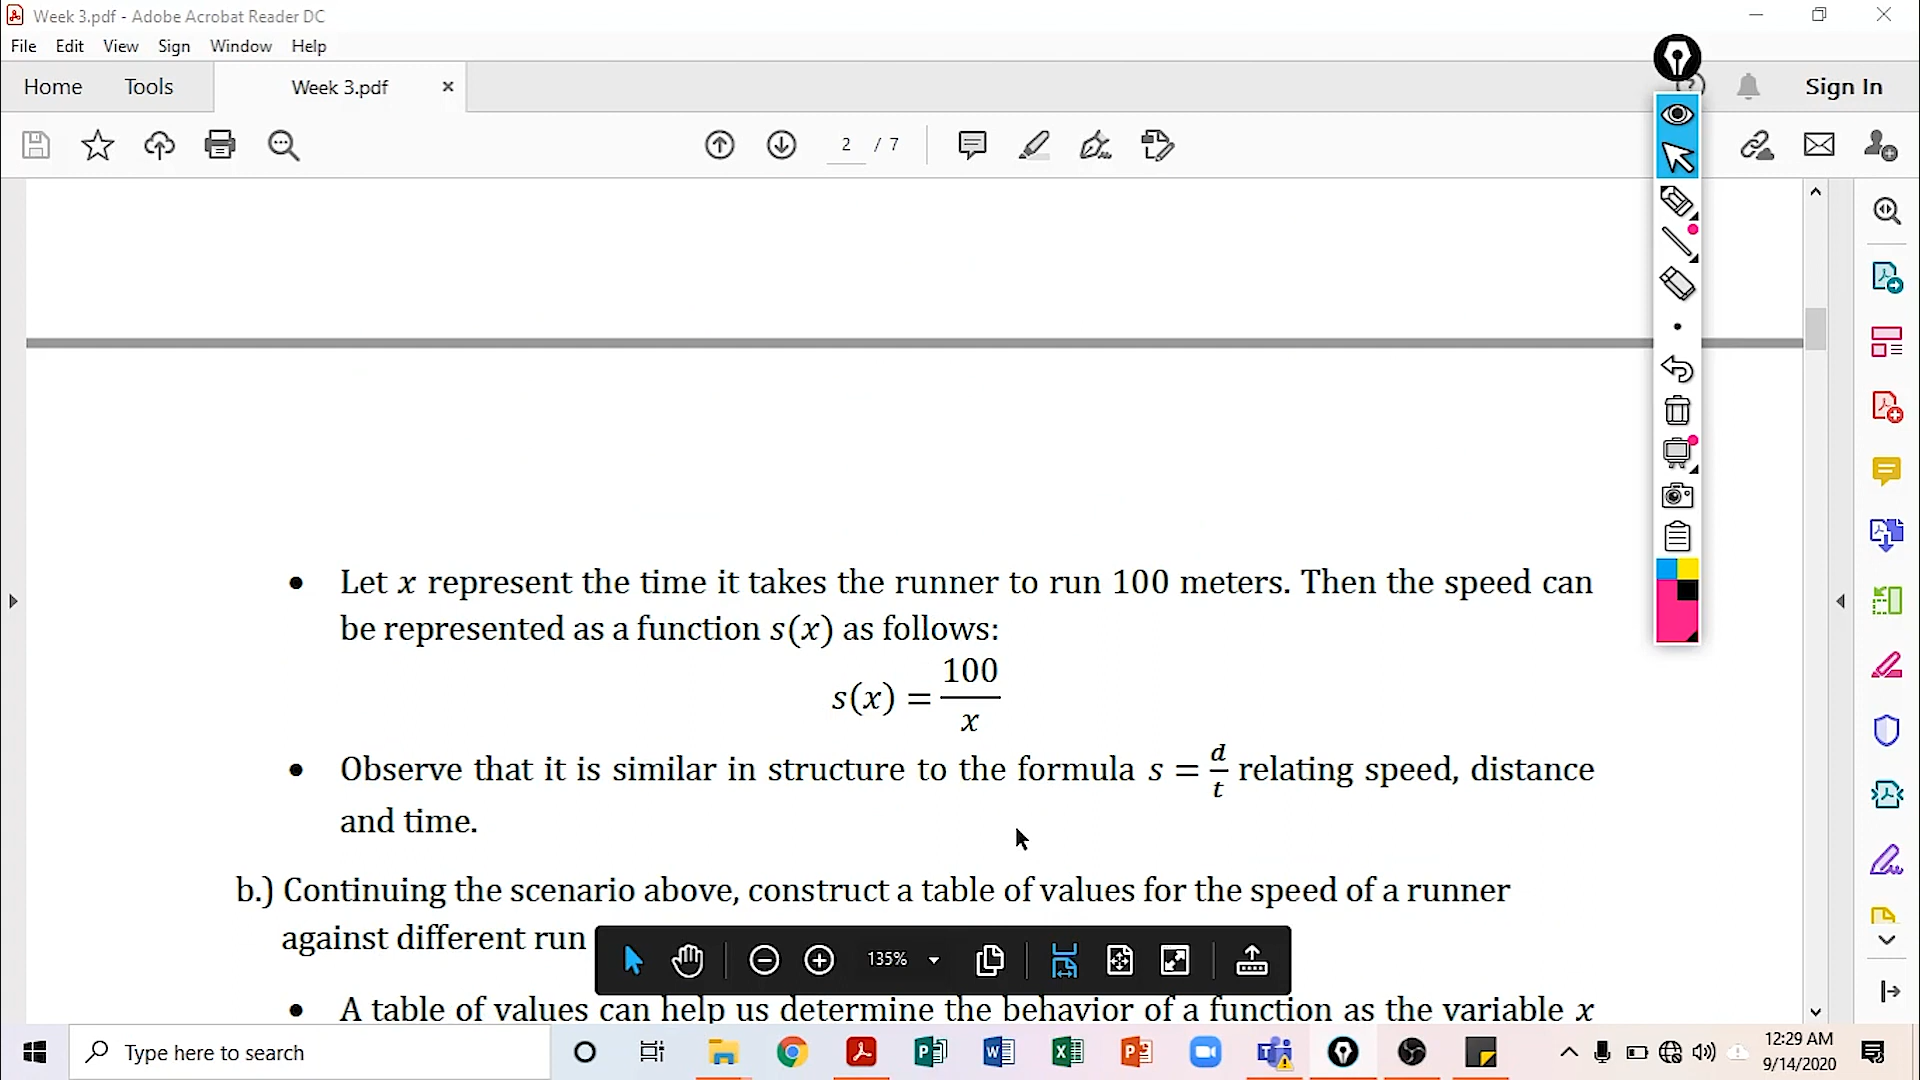 Week 3.pdf - Adobe Acrobat Reader DC
File Edit View Sign Window Help
Home Tools Week 3.pdf × Sign In
2 / 7
• Let x represent the time it takes the runner to run 100 meters. Then the speed can
be represented as a function s(x) as follows:
s(x) = 100/x
• Observe that it is similar in structure to the formula s = d/t relating speed, distance
and time.
b.) Continuing the scenario above, construct a table of values for the speed of a runner
against different run
135%
• A table of values can help us determine the behavior of a function as the variable x
Type here to search
12:29 AM
9/14/2020